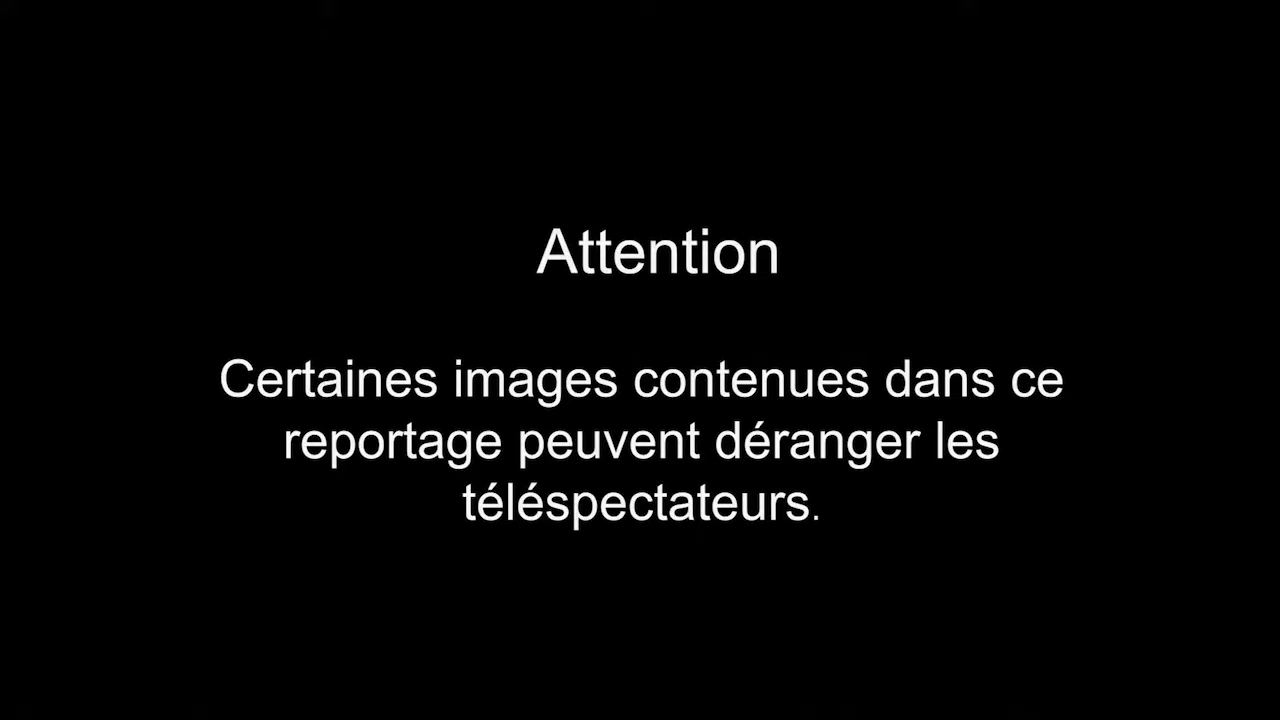 Attention
Certaines images contenues dans ce
reportage peuvent déranger les
téléspectateurs.